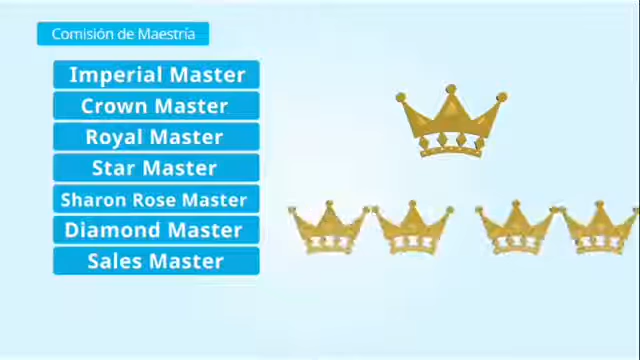 Comisión de Maestría
Imperial Master
Crown Master
Royal Master
Star Master
Sharon Rose Master
Diamond Master
Sales Master